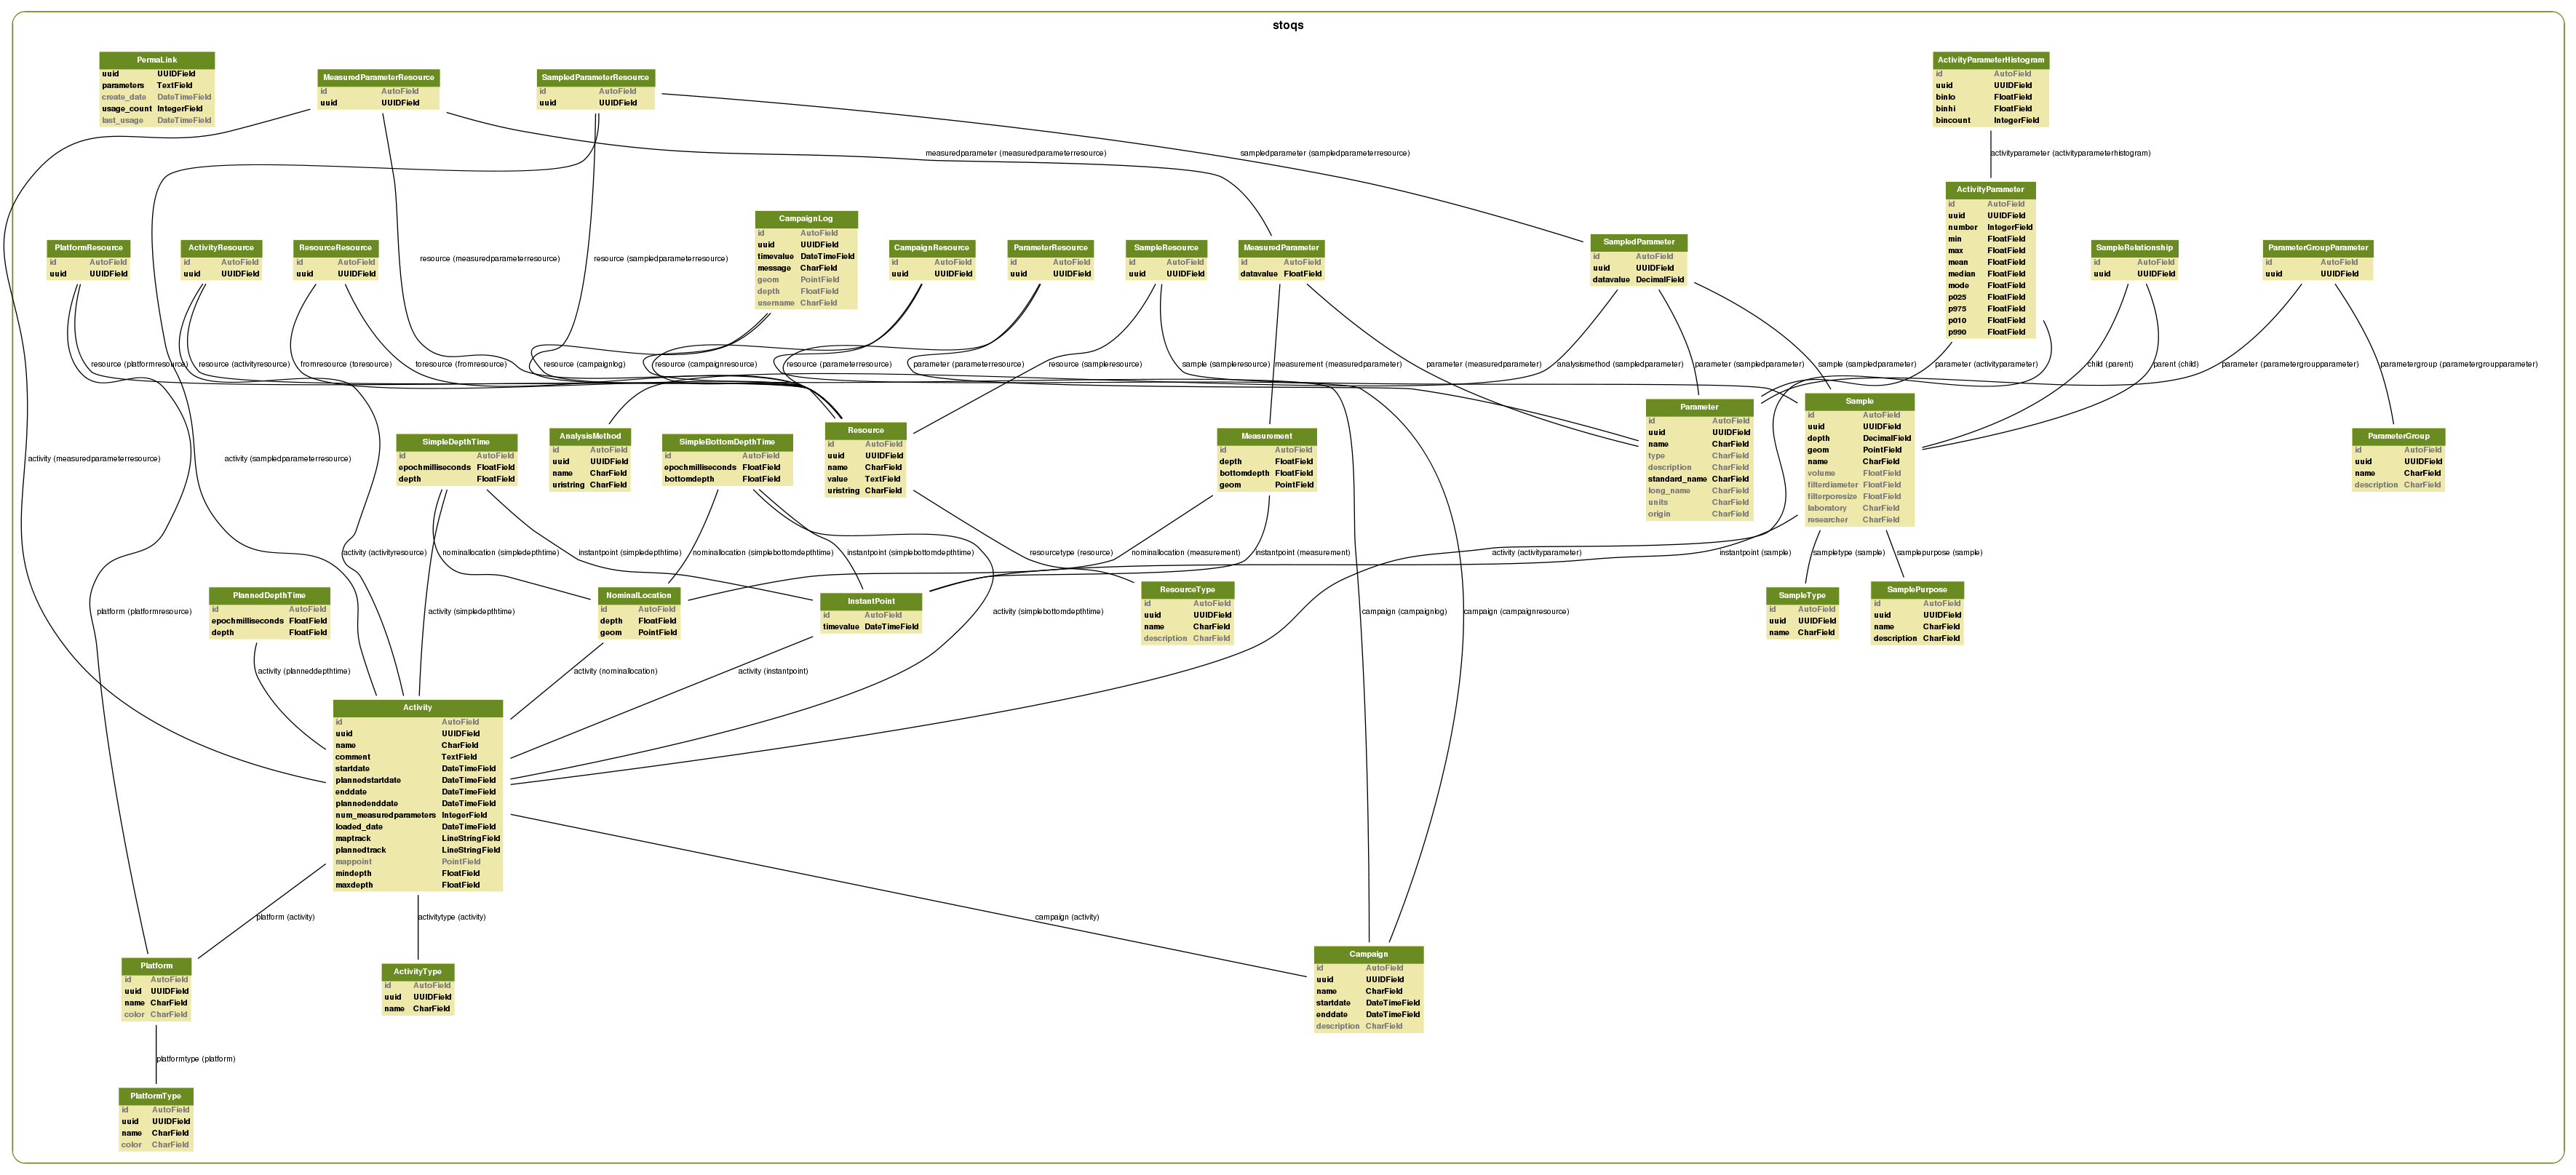 stoqs
PermaLink
uuid UUIDField
parameters TextField
create_date DateTimeField
usage_count IntegerField
last_usage DateTimeField
MeasuredParameterResource
id AutoField
uuid UUIDField
SampledParameterResource
id AutoField
uuid UUIDField
ActivityParameterHistogram
id AutoField
uuid UUIDField
binlo FloatField
binhi FloatField
bincount IntegerField
measuredparameter (measuredparameterresource)
sampledparameter (sampledparameterresource)
activityparameter (activityparameterhistogram)
PlatformResource
id AutoField
uuid UUIDField
ActivityResource
id AutoField
uuid UUIDField
ResourceResource
id AutoField
uuid UUIDField
resource (measuredparameterresource)
resource (sampledparameterresource)
CampaignLog
id AutoField
uuid UUIDField
timevalue DateTimeField
message CharField
geom PointField
depth FloatField
username CharField
CampaignResource
id AutoField
uuid UUIDField
ParameterResource
id AutoField
uuid UUIDField
SampleResource
id AutoField
uuid UUIDField
MeasuredParameter
id AutoField
datavalue FloatField
SampledParameter
id AutoField
uuid UUIDField
datavalue DecimalField
ActivityParameter
id AutoField
uuid UUIDField
number IntegerField
min FloatField
max FloatField
mean FloatField
median FloatField
mode FloatField
p025 FloatField
p975 FloatField
p010 FloatField
p990 FloatField
SampleRelationship
id AutoField
uuid UUIDField
ParameterGroupParameter
id AutoField
uuid UUIDField
resource (platformresource)
resource (activityresource)
fromresource (toresource)
toresource (fromresource)
resource (campaignlog)
resource (campaignresource)
resource (parameterresource)
parameter (parameterresource)
resource (sampleresource)
sample (sampleresource)
measurement (measuredparameter)
parameter (measuredparameter)
analysismethod (sampledparameter)
parameter (sampledparameter)
sample (sampledparameter)
parameter (activityparameter)
child (parent)
parent (child)
parameter (parametergroupparameter)
parametergroup (parametergroupparameter)
activity (measuredparameterresource)
activity (sampledparameterresource)
SimpleDepthTime
id AutoField
epochmilliseconds FloatField
depth FloatField
AnalysisMethod
id AutoField
uuid UUIDField
name CharField
uristring CharField
SimpleBottomDepthTime
id AutoField
epochmilliseconds FloatField
bottomdepth FloatField
Resource
id AutoField
uuid UUIDField
name CharField
value TextField
uristring CharField
Measurement
id AutoField
depth FloatField
bottomdepth FloatField
geom PointField
Parameter
id AutoField
uuid UUIDField
name CharField
type CharField
description CharField
standard_name CharField
long_name CharField
units CharField
origin CharField
Sample
id AutoField
uuid UUIDField
depth DecimalField
geom PointField
name CharField
volume FloatField
filterdiameter FloatField
filterporesize FloatField
laboratory CharField
researcher CharField
ParameterGroup
id AutoField
uuid UUIDField
name CharField
description CharField
activity (activityresource)
nominallocation (simpledepthtime)
instantpoint (simpledepthtime)
nominallocation (simplebottomdepthtime)
instantpoint (simplebottomdepthtime)
resourcetype (resource)
nominallocation (measurement)
instantpoint (measurement)
activity (activityparameter)
instantpoint (sample)
sampletype (sample)
samplepurpose (sample)
platform (platformresource)
PlannedDepthTime
id AutoField
epochmilliseconds FloatField
depth FloatField
activity (simpledepthtime)
NominalLocation
id AutoField
depth FloatField
geom PointField
InstantPoint
id AutoField
timevalue DateTimeField
activity (simplebottomdepthtime)
ResourceType
id AutoField
uuid UUIDField
name CharField
description CharField
campaign (campaignlog)
campaign (campaignresource)
SampleType
id AutoField
uuid UUIDField
name CharField
SamplePurpose
id AutoField
uuid UUIDField
name CharField
description CharField
activity (planneddepthtime)
activity (nominallocation)
activity (instantpoint)
Activity
id AutoField
uuid UUIDField
name CharField
comment TextField
startdate DateTimeField
plannedstartdate DateTimeField
enddate DateTimeField
plannedenddate DateTimeField
num_measuredparameters IntegerField
loaded_date DateTimeField
maptrack LineStringField
plannedtrack LineStringField
mappoint PointField
mindepth FloatField
maxdepth FloatField
platform (activity)
activitytype (activity)
campaign (activity)
Platform
id AutoField
uuid UUIDField
name CharField
color CharField
ActivityType
id AutoField
uuid UUIDField
name CharField
Campaign
id AutoField
uuid UUIDField
name CharField
startdate DateTimeField
enddate DateTimeField
description CharField
platformtype (platform)
PlatformType
id AutoField
uuid UUIDField
name CharField
color CharField